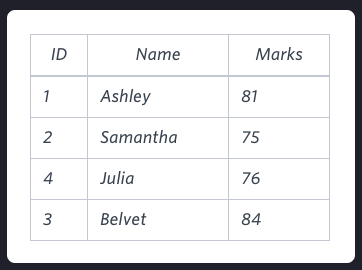 ID Name Marks
1 Ashley 81
2 Samantha 75
4 Julia 76
3 Belvet 84